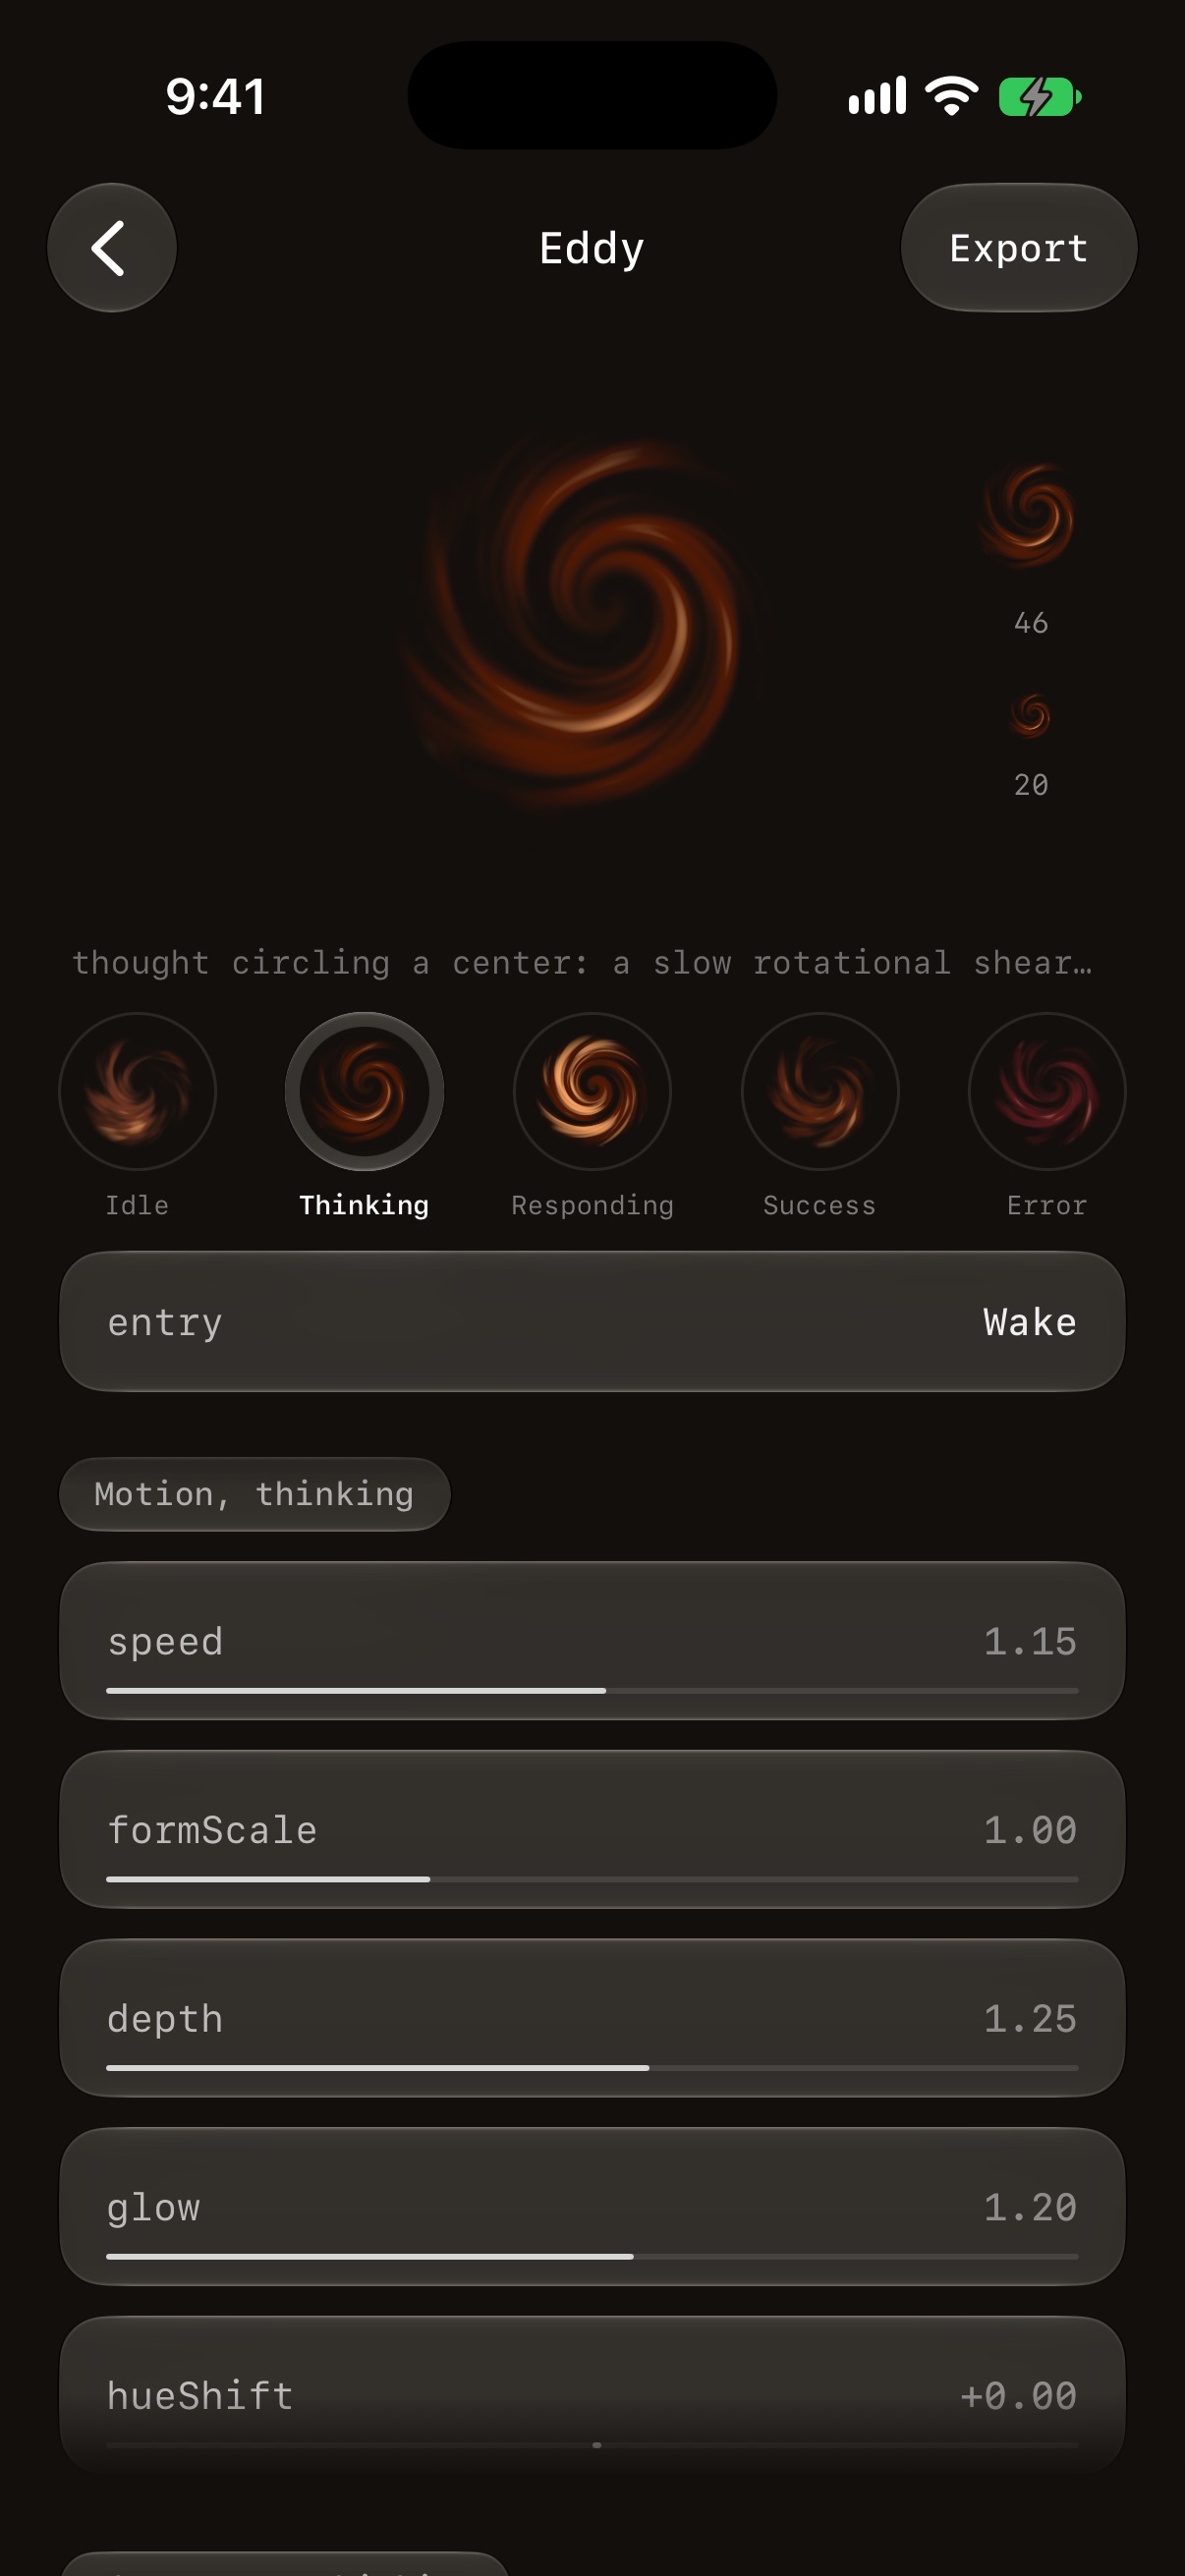 9:41
Eddy
Export
46
20
thought circling a center: a slow rotational shear…
Idle
Thinking
Responding
Success
Error
entry
Wake
Motion, thinking
speed
1.15
formScale
1.00
depth
1.25
glow
1.20
hueShift
+0.00